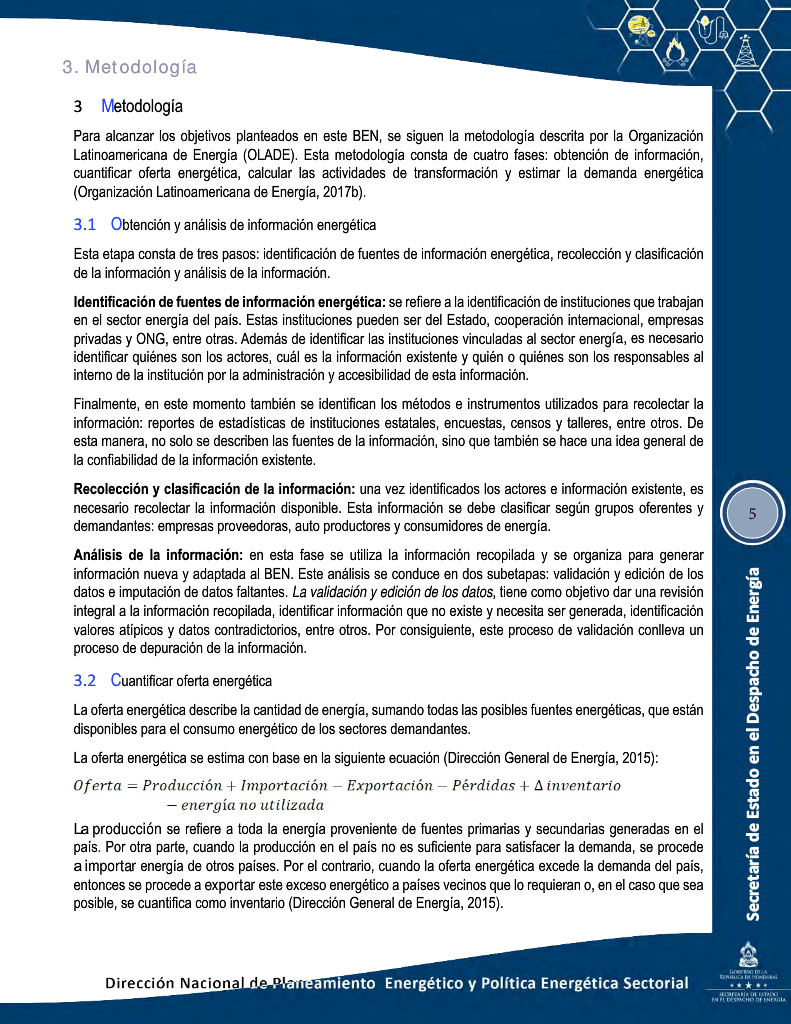 3. Metodología
3 Metodología
Para alcanzar los objetivos planteados en este BEN, se siguen la metodología descrita por la Organización
Latinoamericana de Energía (OLADE). Esta metodología consta de cuatro fases: obtención de información,
cuantificar oferta energética, calcular las actividades de transformación y estimar la demanda energética
(Organización Latinoamericana de Energía, 2017b).
3.1 Obtención y análisis de información energética
Esta etapa consta de tres pasos: identificación de fuentes de información energética, recolección y clasificación
de la información y análisis de la información.
Identificación de fuentes de información energética: se refiere a la identificación de instituciones que trabajan
en el sector energía del país. Estas instituciones pueden ser del Estado, cooperación internacional, empresas
privadas y ONG, entre otras. Además de identificar las instituciones vinculadas al sector energía, es necesario
identificar quiénes son los actores, cuál es la información existente y quién o quiénes son los responsables al
interno de la institución por la administración y accesibilidad de esta información.
Finalmente, en este momento también se identifican los métodos e instrumentos utilizados para recolectar la
información: reportes de estadísticas de instituciones estatales, encuestas, censos y talleres, entre otros. De
esta manera, no solo se describen las fuentes de la información, sino que también se hace una idea general de
la confiabilidad de la información existente.
Recolección y clasificación de la información: una vez identificados los actores e información existente, es
necesario recolectar la información disponible. Esta información se debe clasificar según grupos oferentes y
demandantes: empresas proveedoras, auto productores y consumidores de energía.
Análisis de la información: en esta fase se utiliza la información recopilada y se organiza para generar
información nueva y adaptada al BEN. Este análisis se conduce en dos subetapas: validación y edición de los
datos e imputación de datos faltantes. La validación y edición de los datos, tiene como objetivo dar una revisión
integral a la información recopilada, identificar información que no existe y necesita ser generada, identificación
valores atípicos y datos contradictorios, entre otros. Por consiguiente, este proceso de validación conlleva un
proceso de depuración de la información.
3.2 Cuantificar oferta energética
La oferta energética describe la cantidad de energía, sumando todas las posibles fuentes energéticas, que están
disponibles para el consumo energético de los sectores demandantes.
La oferta energética se estima con base en la siguiente ecuación (Dirección General de Energía, 2015):
Oferta = Producción + Importación − Exportación − Pérdidas + Δ inventario
− energía no utilizada
La producción se refiere a toda la energía proveniente de fuentes primarias y secundarias generadas en el
país. Por otra parte, cuando la producción en el país no es suficiente para satisfacer la demanda, se procede
a importar energía de otros países. Por el contrario, cuando la oferta energética excede la demanda del país,
entonces se procede a exportar este exceso energético a países vecinos que lo requieran o, en el caso que sea
posible, se cuantifica como inventario (Dirección General de Energía, 2015).
5
Secretaría de Estado en el Despacho de Energía
Dirección Nacional de Planeamiento Energético y Política Energética Sectorial
GOBIERNO DE LA
REPÚBLICA DE HONDURAS
SECRETARÍA DE ESTADO
EN EL DESPACHO DE ENERGÍA